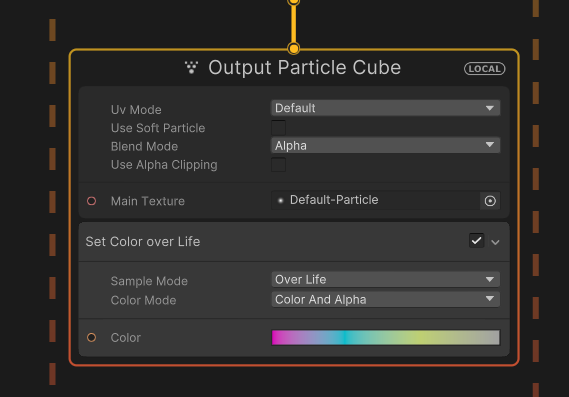 Output Particle Cube LOCAL
Uv Mode Default
Use Soft Particle
Blend Mode Alpha
Use Alpha Clipping
Main Texture Default-Particle
Set Color over Life
Sample Mode Over Life
Color Mode Color And Alpha
Color